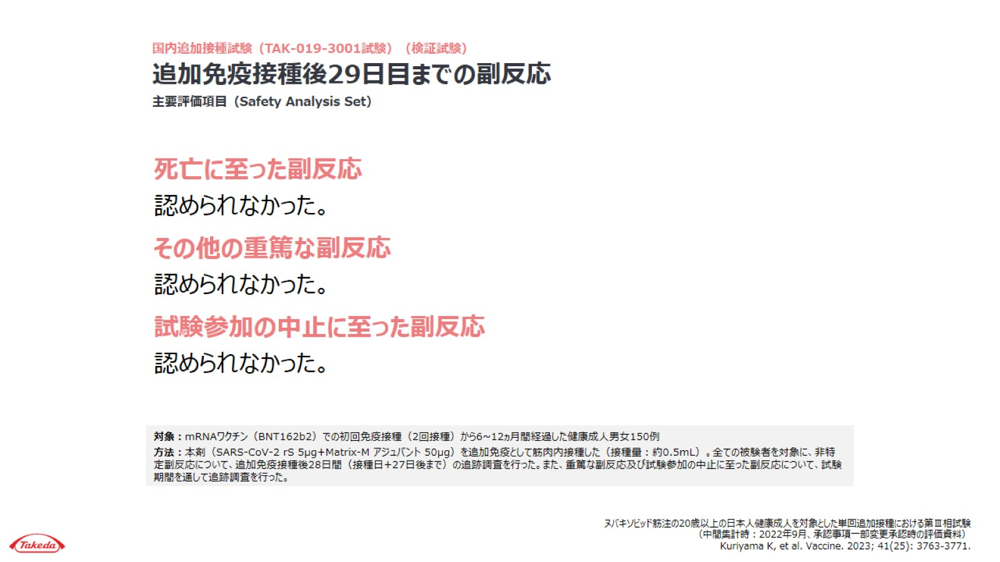 国内追加接種試験（TAK-019-3001試験）（検証試験）
追加免疫接種後29日目までの副反応
主要評価項目（Safety Analysis Set）
死亡に至った副反応
認められなかった。
その他の重篤な副反応
認められなかった。
試験参加の中止に至った副反応
認められなかった。
対象：mRNAワクチン（BNT162b2）での初回免疫接種（2回接種）から6~12ヵ月間経過した健康成人男女150例
方法：本剤（SARS-CoV-2 rS 5μg+Matrix-M アジュバント 50μg）を追加免疫として筋肉内接種した（接種量：約0.5mL）。全ての被験者を対象に、非特
定副反応について、追加免疫接種後28日間（接種日+27日後まで）の追跡調査を行った。また、重篤な副反応及び試験参加の中止に至った副反応について、試験
期間を通して追跡調査を行った。
ヌバキソビッド筋注の20歳以上の日本人健康成人を対象とした単回追加接種における第Ⅲ相試験
（中間集計時：2022年9月、承認事項一部変更承認時の評価資料）
Kuriyama K, et al. Vaccine. 2023; 41(25): 3763-3771.
Takeda